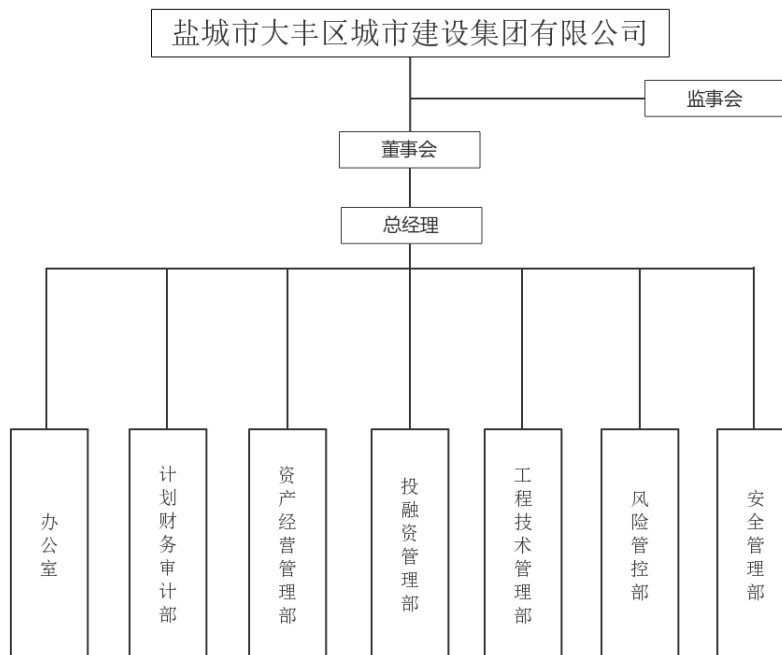 盐城市大丰区城市建设集团有限公司
监事会
董事会
总经理
办公室
计划财务审计部
资产经营管理部
投融资管理部
工程技术管理部
风险管控部
安全管理部